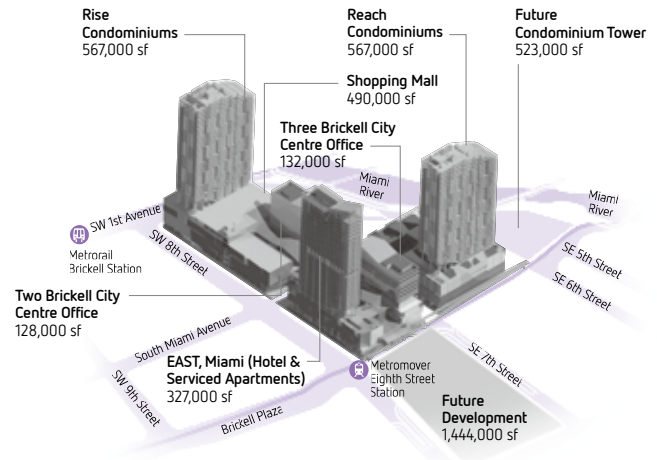 Rise
Condominiums
567,000 sf
Reach
Condominiums
567,000 sf
Future
Condominium Tower
523,000 sf
Shopping Mall
490,000 sf
Three Brickell City
Centre Office
132,000 sf
Miami
River
Miami
River
SW 1st Avenue
Metrorail
Brickell Station
SW 8th Street
SE 5th Street
SE 6th Street
Two Brickell City
Centre Office
128,000 sf
South Miami Avenue
EAST, Miami (Hotel &
Serviced Apartments)
327,000 sf
Metromover
Eighth Street
Station
SE 7th Street
SW 9th Street
Brickell Plaza
Future
Development
1,444,000 sf